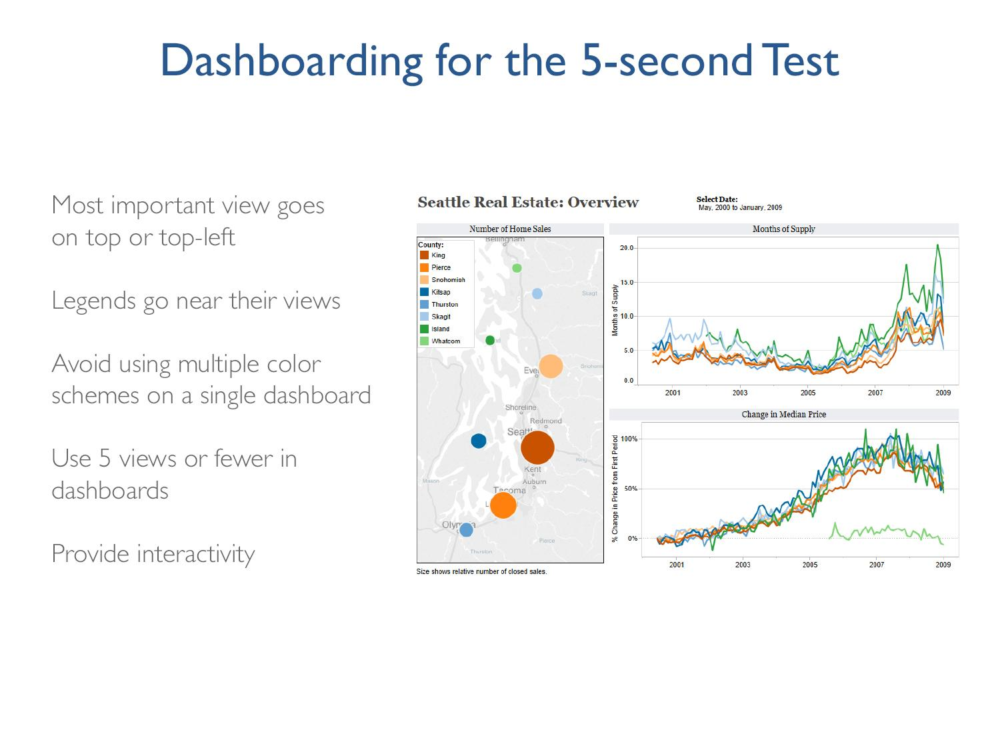 Dashboarding for the 5-second Test
Most important view goes
on top or top-left
Legends go near their views
Avoid using multiple color
schemes on a single dashboard
Use 5 views or fewer in
dashboards
Provide interactivity
Seattle Real Estate: Overview
Select Date:
May, 2000 to January, 2009
Number of Home Sales
County:
King
Pierce
Snohomish
Kitsap
Thurston
Skagit
Island
Whatcom
Bellingham
Skagt
Shoreline
Redmond
King
Kent
Mason
Auburn
Tacoma
Pierce
Thurston
Size shows relative number of closed sales.
Months of Supply
Months of Supply
20.0
15.0
10.0
5.0
0.0
2001
2003
2005
2007
2009
Change in Median Price
% Change in Price from First Period
100%
50%
0%
2001
2003
2005
2007
2009